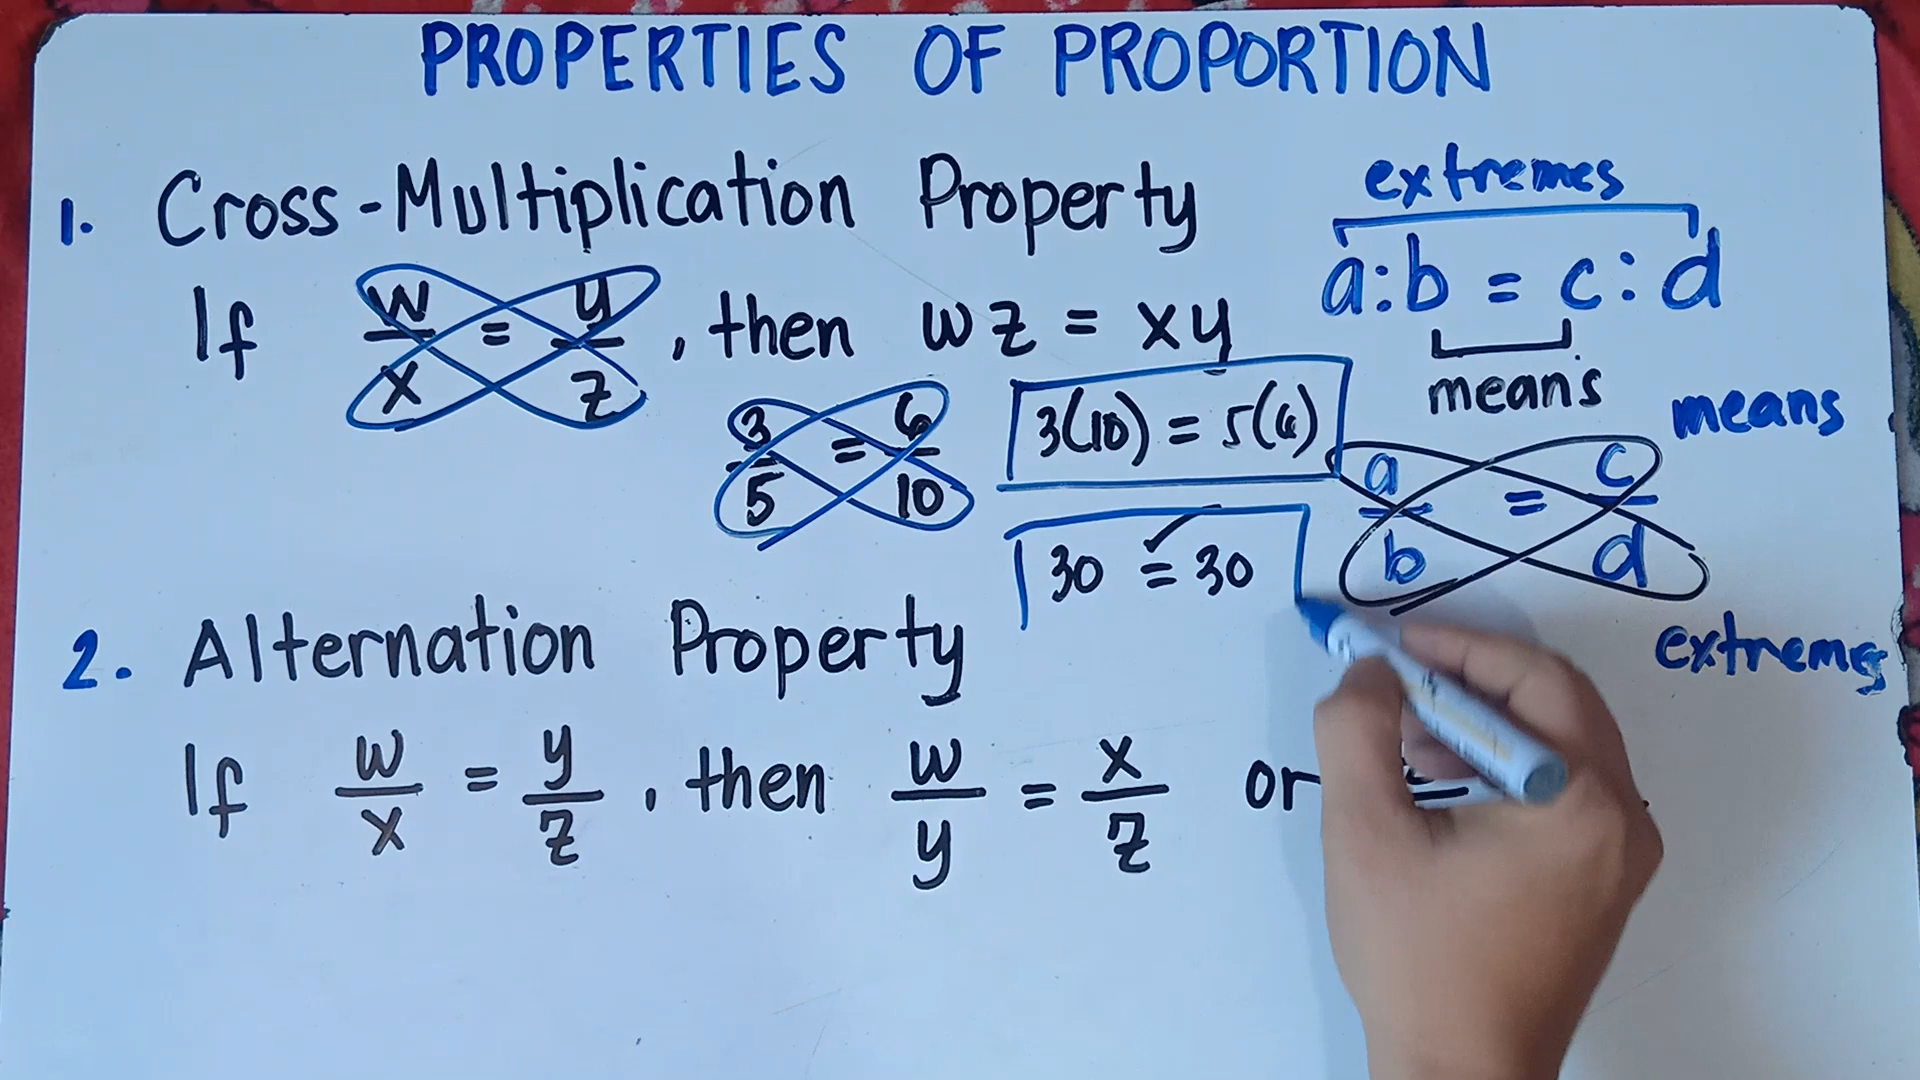 PROPERTIES OF PROPORTION
1. Cross-Multiplication Property
If w/x = y/z, then wz = xy
3/5 = 6/10
3(10) = 5(6)
30 = 30
extremes
a:b = c:d
means
means
a/b = c/d
extremes
2. Alternation Property
If w/x = y/z, then w/y = x/z or